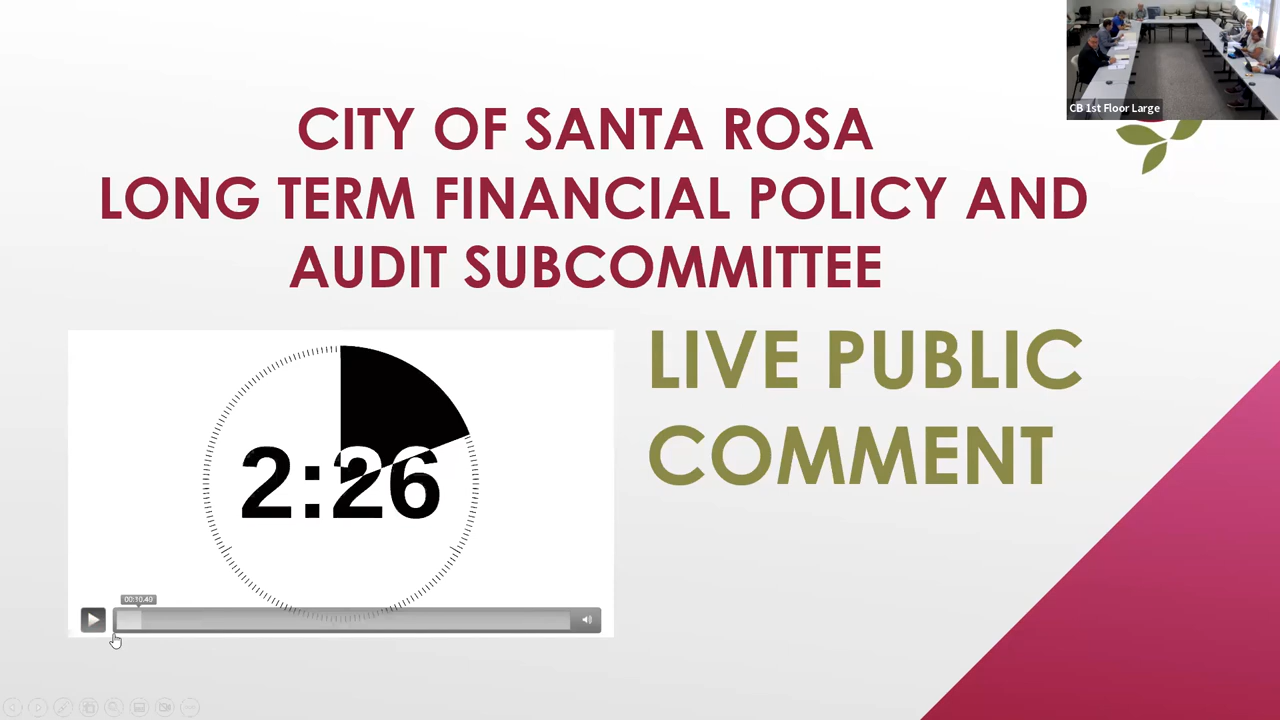 CB 1st Floor Large
CITY OF SANTA ROSA
LONG TERM FINANCIAL POLICY AND
AUDIT SUBCOMMITTEE
LIVE PUBLIC
COMMENT
2:26
00:10.40